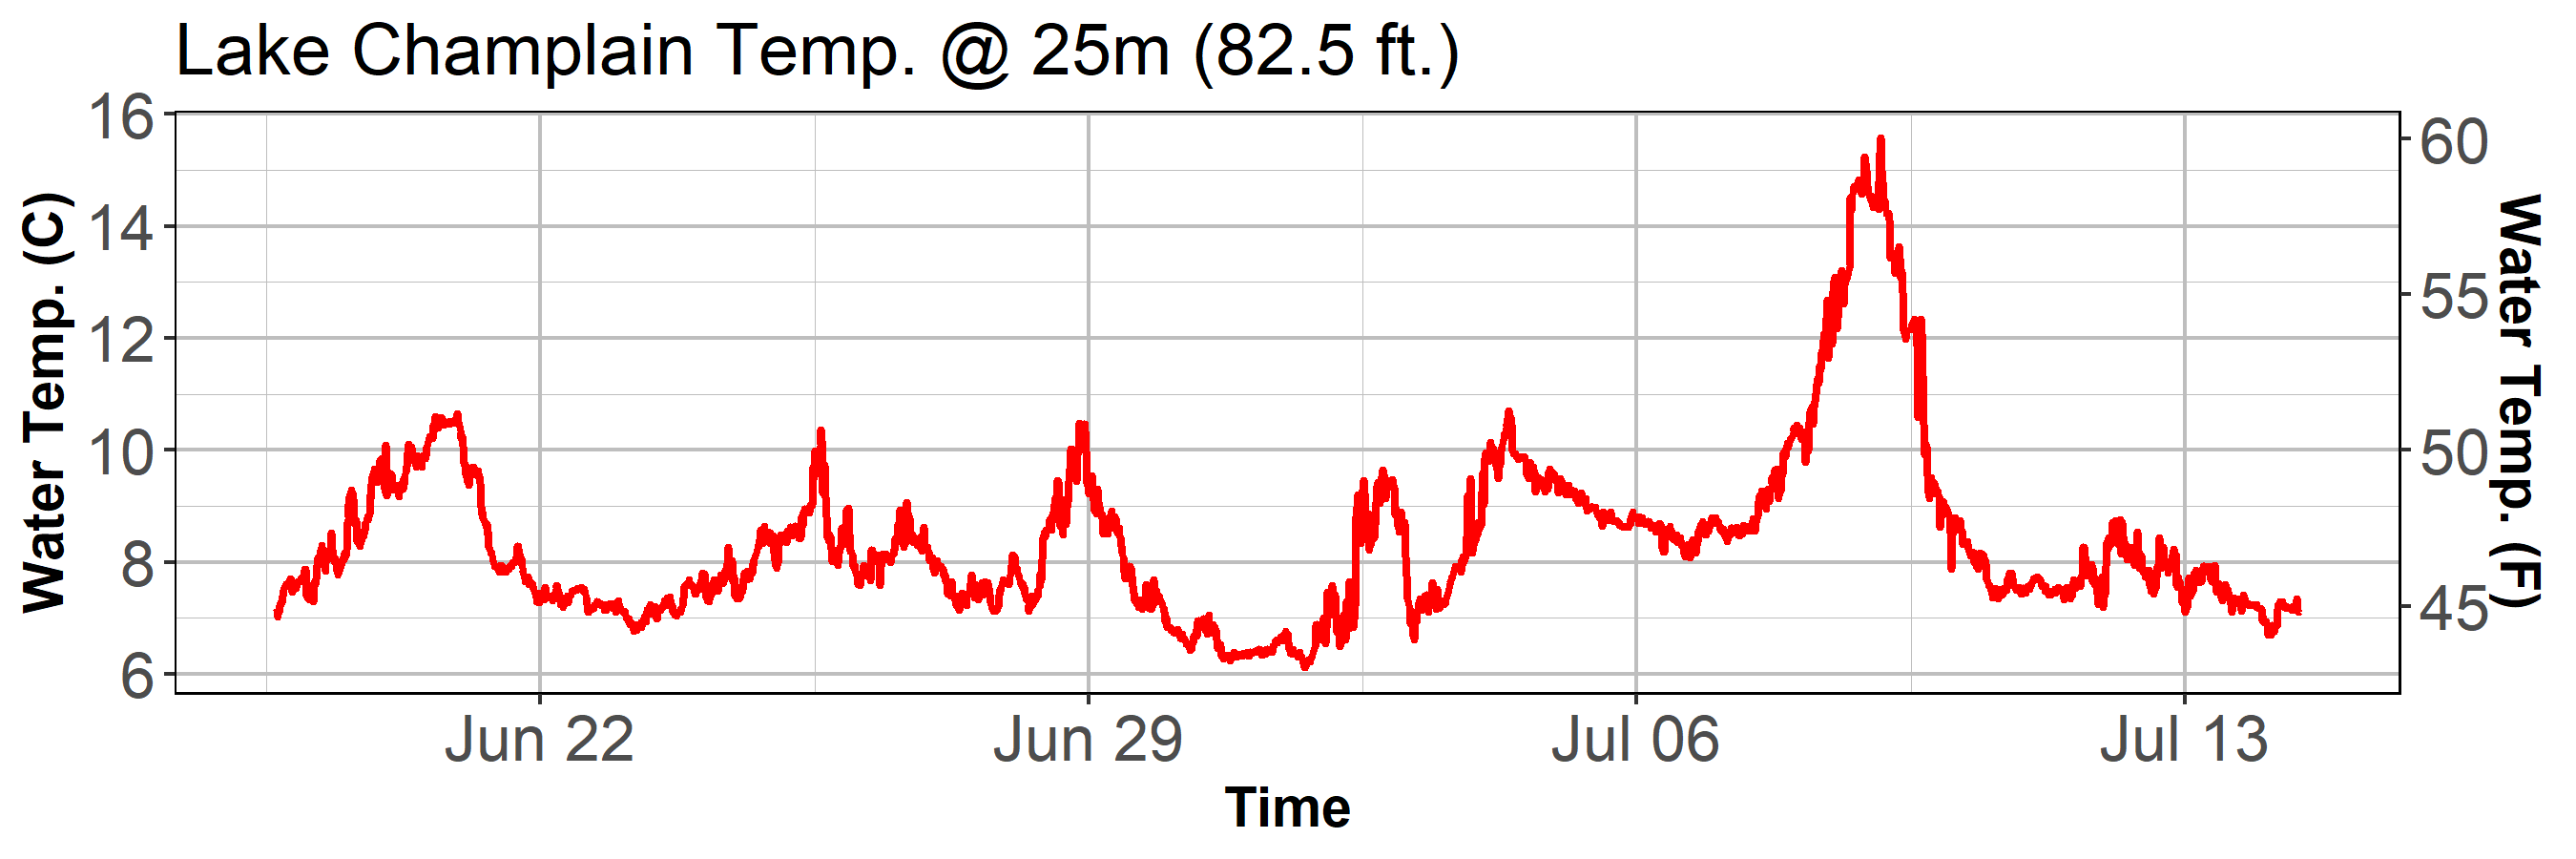 Lake Champlain Temp. @ 25m (82.5 ft.)
Water Temp. (C)
16
14
12
10
8
6
60
55
50
45
Water Temp. (F)
Jun 22
Jun 29
Jul 06
Jul 13
Time